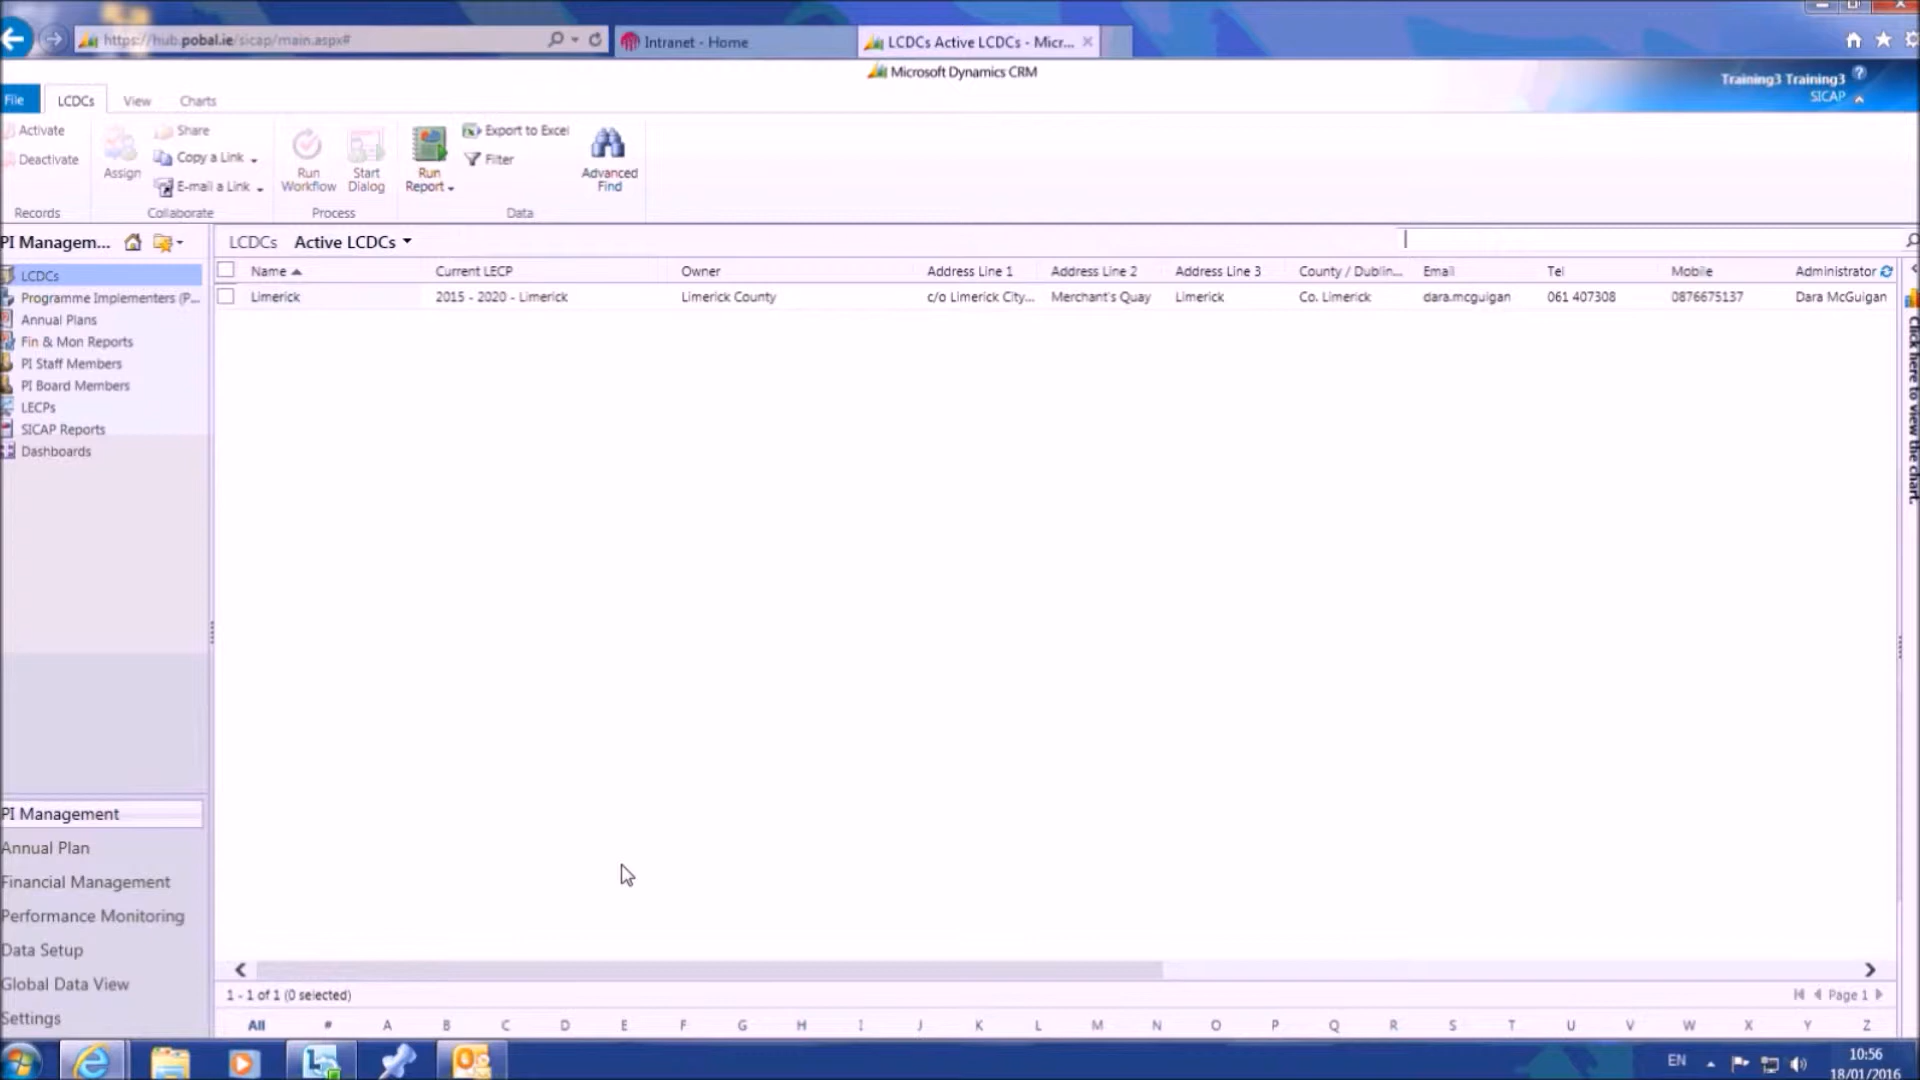 https://hub.pobal.ie/sicap/main.aspx#
Intranet - Home
LCDCs Active LCDCs - Micr...
Microsoft Dynamics CRM
Training3 Training3
SICAP
File
LCDCs
View
Charts
Activate
Deactivate
Records
Assign
Share
Copy a Link
E-mail a Link
Collaborate
Run Workflow
Start Dialog
Process
Run Report
Export to Excel
Filter
Advanced Find
Data
PI Managem...
LCDCs
Programme Implementers (P...
Annual Plans
Fin & Mon Reports
PI Staff Members
PI Board Members
LECPs
SICAP Reports
Dashboards
LCDCs Active LCDCs
Name Current LECP Owner Address Line 1 Address Line 2 Address Line 3 County / Dublin... Email Tel Mobile Administrator
Limerick 2015 - 2020 - Limerick Limerick County c/o Limerick City... Merchant's Quay Limerick Co. Limerick dara.mcguigan 061 407308 0876675137 Dara McGuigan
Click here to view the chart.
PI Management
Annual Plan
Financial Management
Performance Monitoring
Data Setup
Global Data View
Settings
1 - 1 of 1 (0 selected)
Page 1
All # A B C D E F G H I J K L M N O P Q R S T U V W X Y Z
EN
10:56
18/01/2016